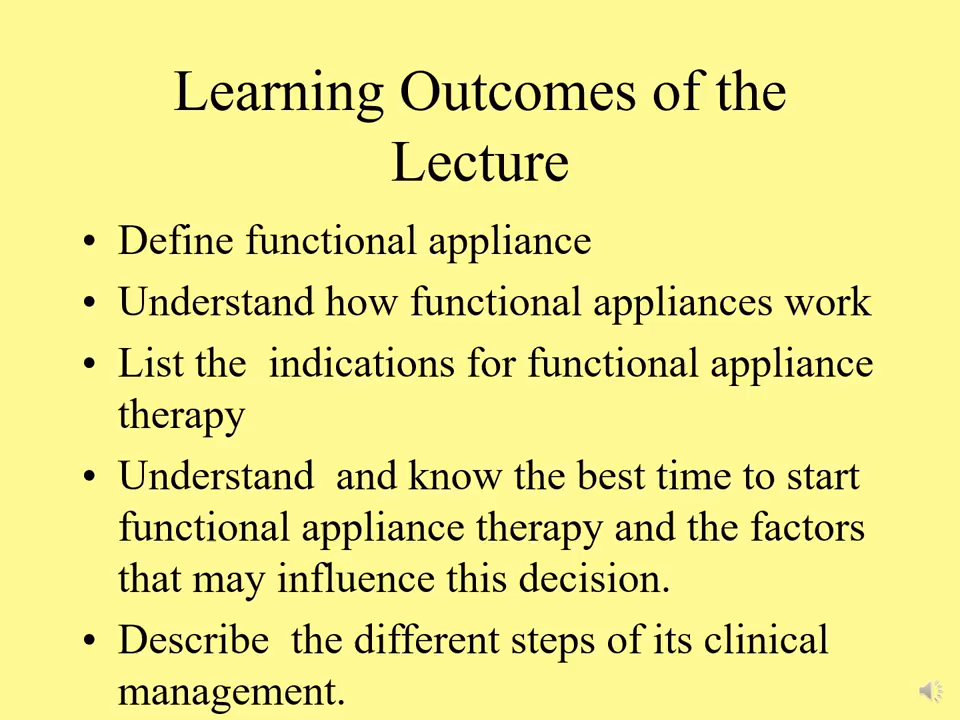 Learning Outcomes of the
Lecture
• Define functional appliance
• Understand how functional appliances work
• List the  indications for functional appliance
therapy
• Understand  and know the best time to start
functional appliance therapy and the factors
that may influence this decision.
• Describe  the different steps of its clinical
management.